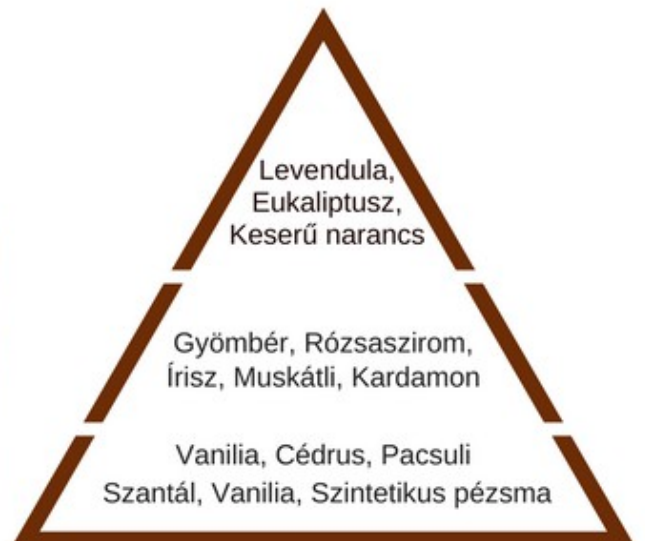 Levendula,
Eukaliptusz,
Keserű narancs
Gyömbér, Rózsaszirom,
Írisz, Muskátli, Kardamon
Vanilia, Cédrus, Pacsuli
Szantál, Vanilia, Szintetikus pézsma